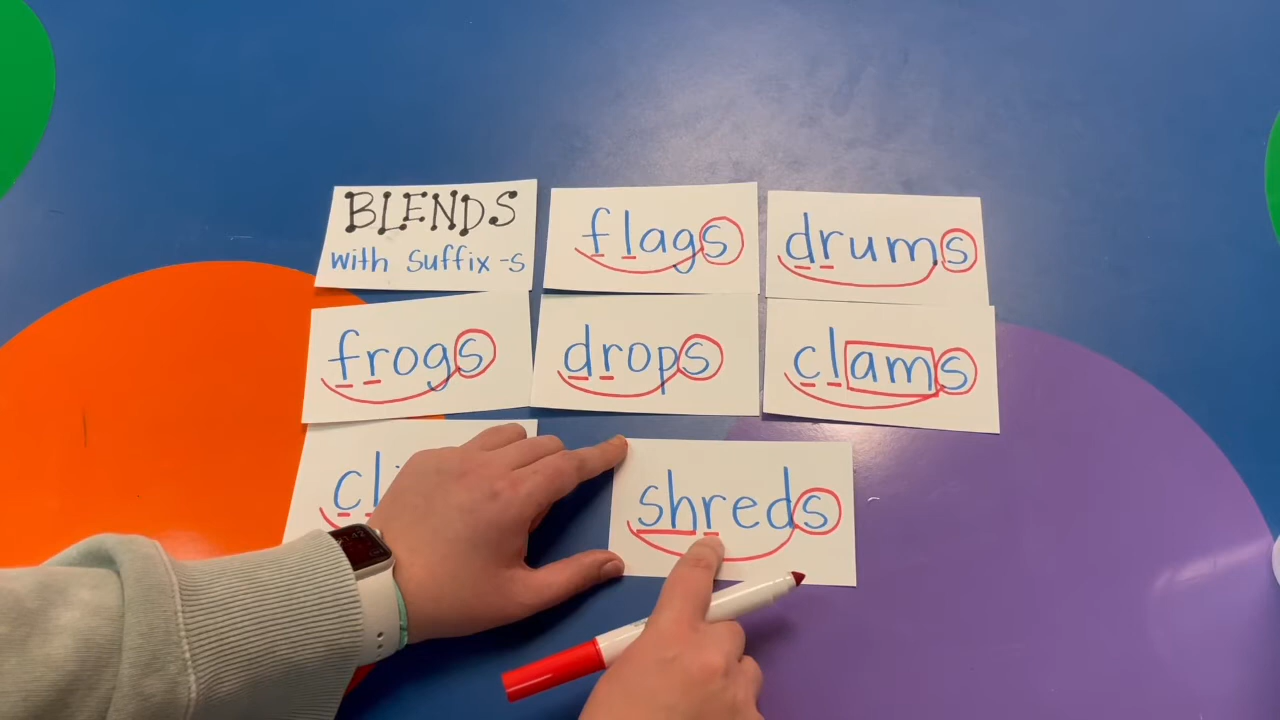 BLENDS
with suffix -s
flags
drums
frogs
drops
clams
shreds